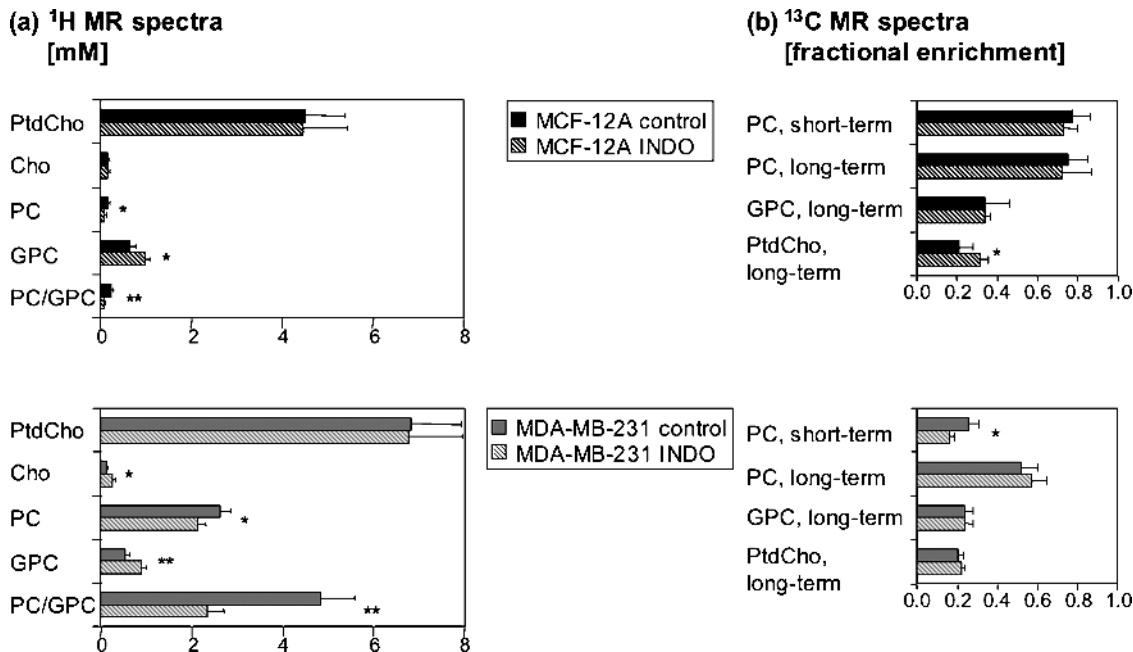 (a) ¹H MR spectra
[mM]
(b) ¹³C MR spectra
[fractional enrichment]
PtdCho
Cho
PC *
GPC *
PC/GPC **
0 2 4 6 8
MCF-12A control
MCF-12A INDO
PC, short-term
PC, long-term
GPC, long-term
PtdCho, *
long-term
0.0 0.2 0.4 0.6 0.8 1.0
PtdCho
Cho *
PC *
GPC **
PC/GPC **
0 2 4 6 8
MDA-MB-231 control
MDA-MB-231 INDO
PC, short-term *
PC, long-term
GPC, long-term
PtdCho,
long-term
0.0 0.2 0.4 0.6 0.8 1.0